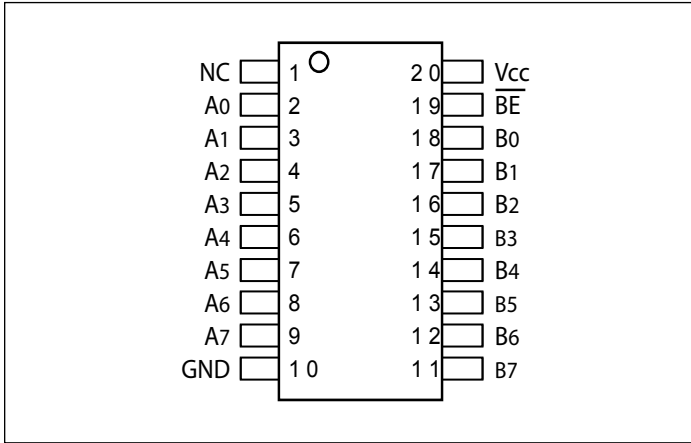 NC 1 20 Vcc
A0 2 19 BE
A1 3 18 B0
A2 4 17 B1
A3 5 16 B2
A4 6 15 B3
A5 7 14 B4
A6 8 13 B5
A7 9 12 B6
GND 10 11 B7